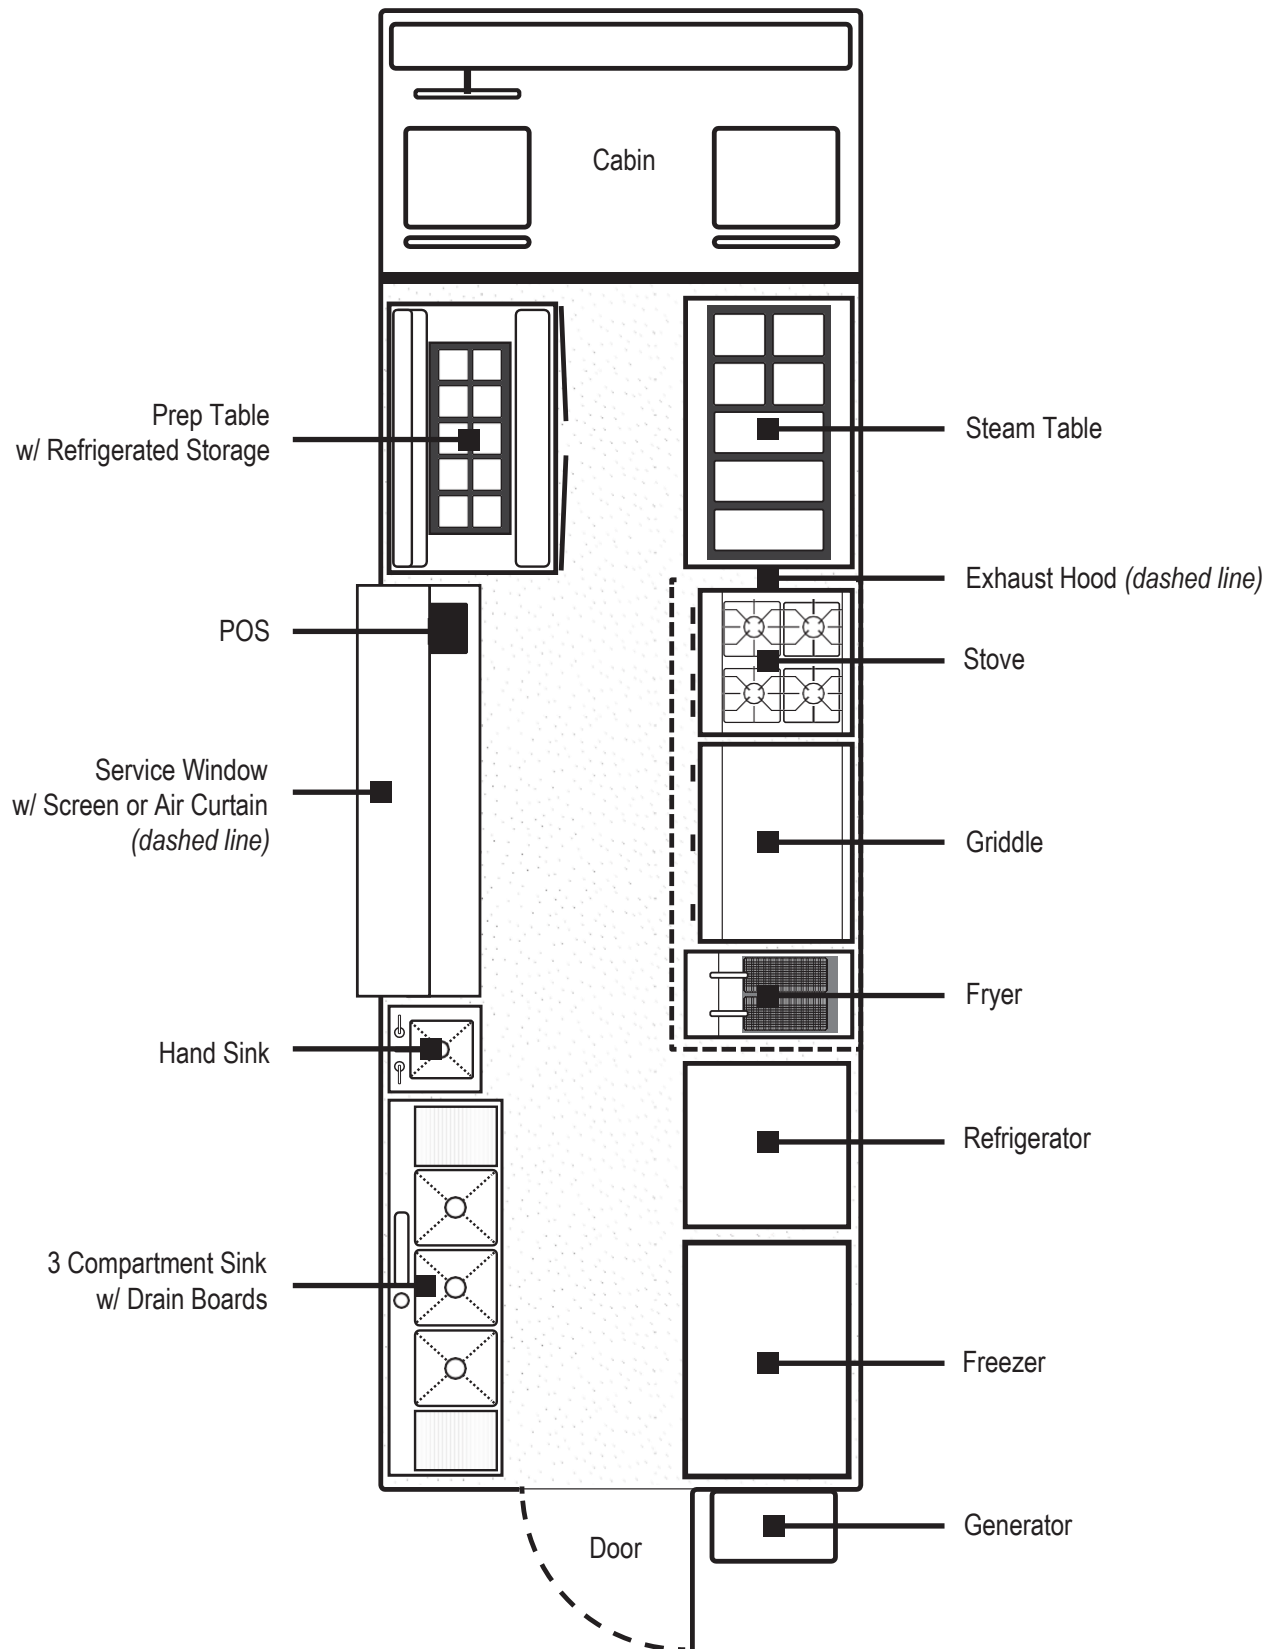 Cabin
Prep Table
w/ Refrigerated Storage
Steam Table
Exhaust Hood (dashed line)
POS
Stove
Service Window
w/ Screen or Air Curtain
(dashed line)
Griddle
Fryer
Hand Sink
Refrigerator
3 Compartment Sink
w/ Drain Boards
Freezer
Generator
Door